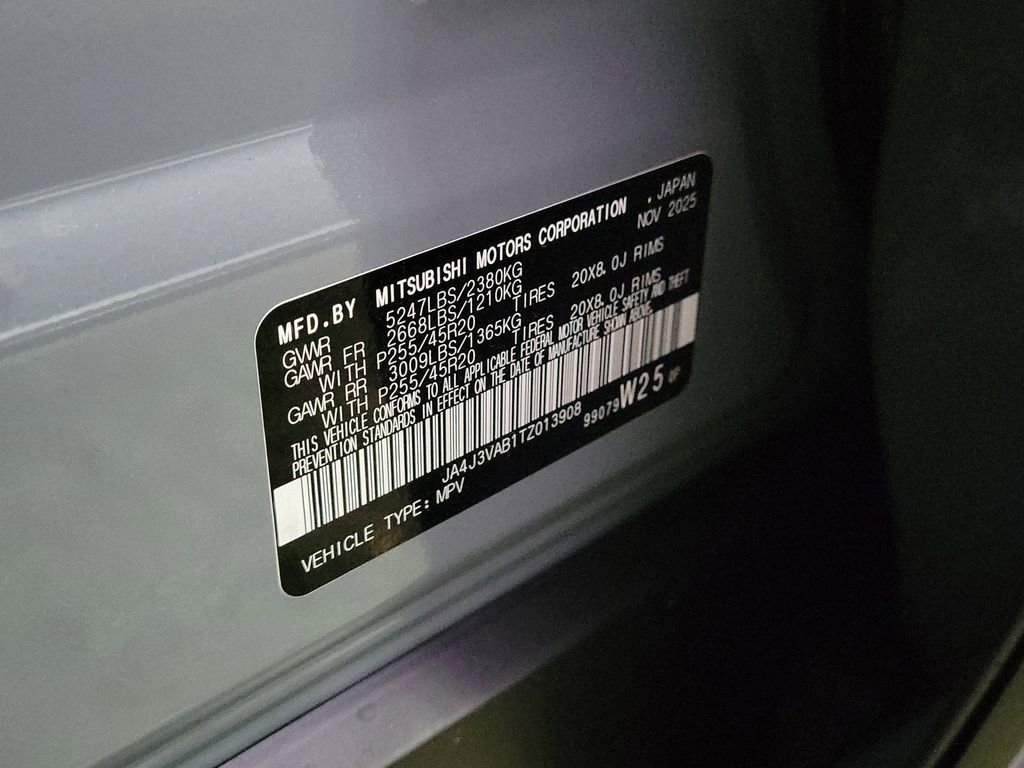 MFD.BY MITSUBISHI MOTORS CORPORATION , JAPAN
NOV 2025
GVWR 5247LBS/2380KG
GAWR FR 2668LBS/1210KG
WITH P255/45R20 TIRES 20X8.0J RIMS
GAWR RR 3009LBS/1365KG
WITH P255/45R20 TIRES 20X8.0J RIMS
THIS VEHICLE CONFORMS TO ALL APPLICABLE FEDERAL MOTOR VEHICLE SAFETY AND THEFT
PREVENTION STANDARDS IN EFFECT ON THE DATE OF MANUFACTURE SHOWN ABOVE.
JA4J3VAB1TZ013908 99079 W25
VEHICLE TYPE: MPV